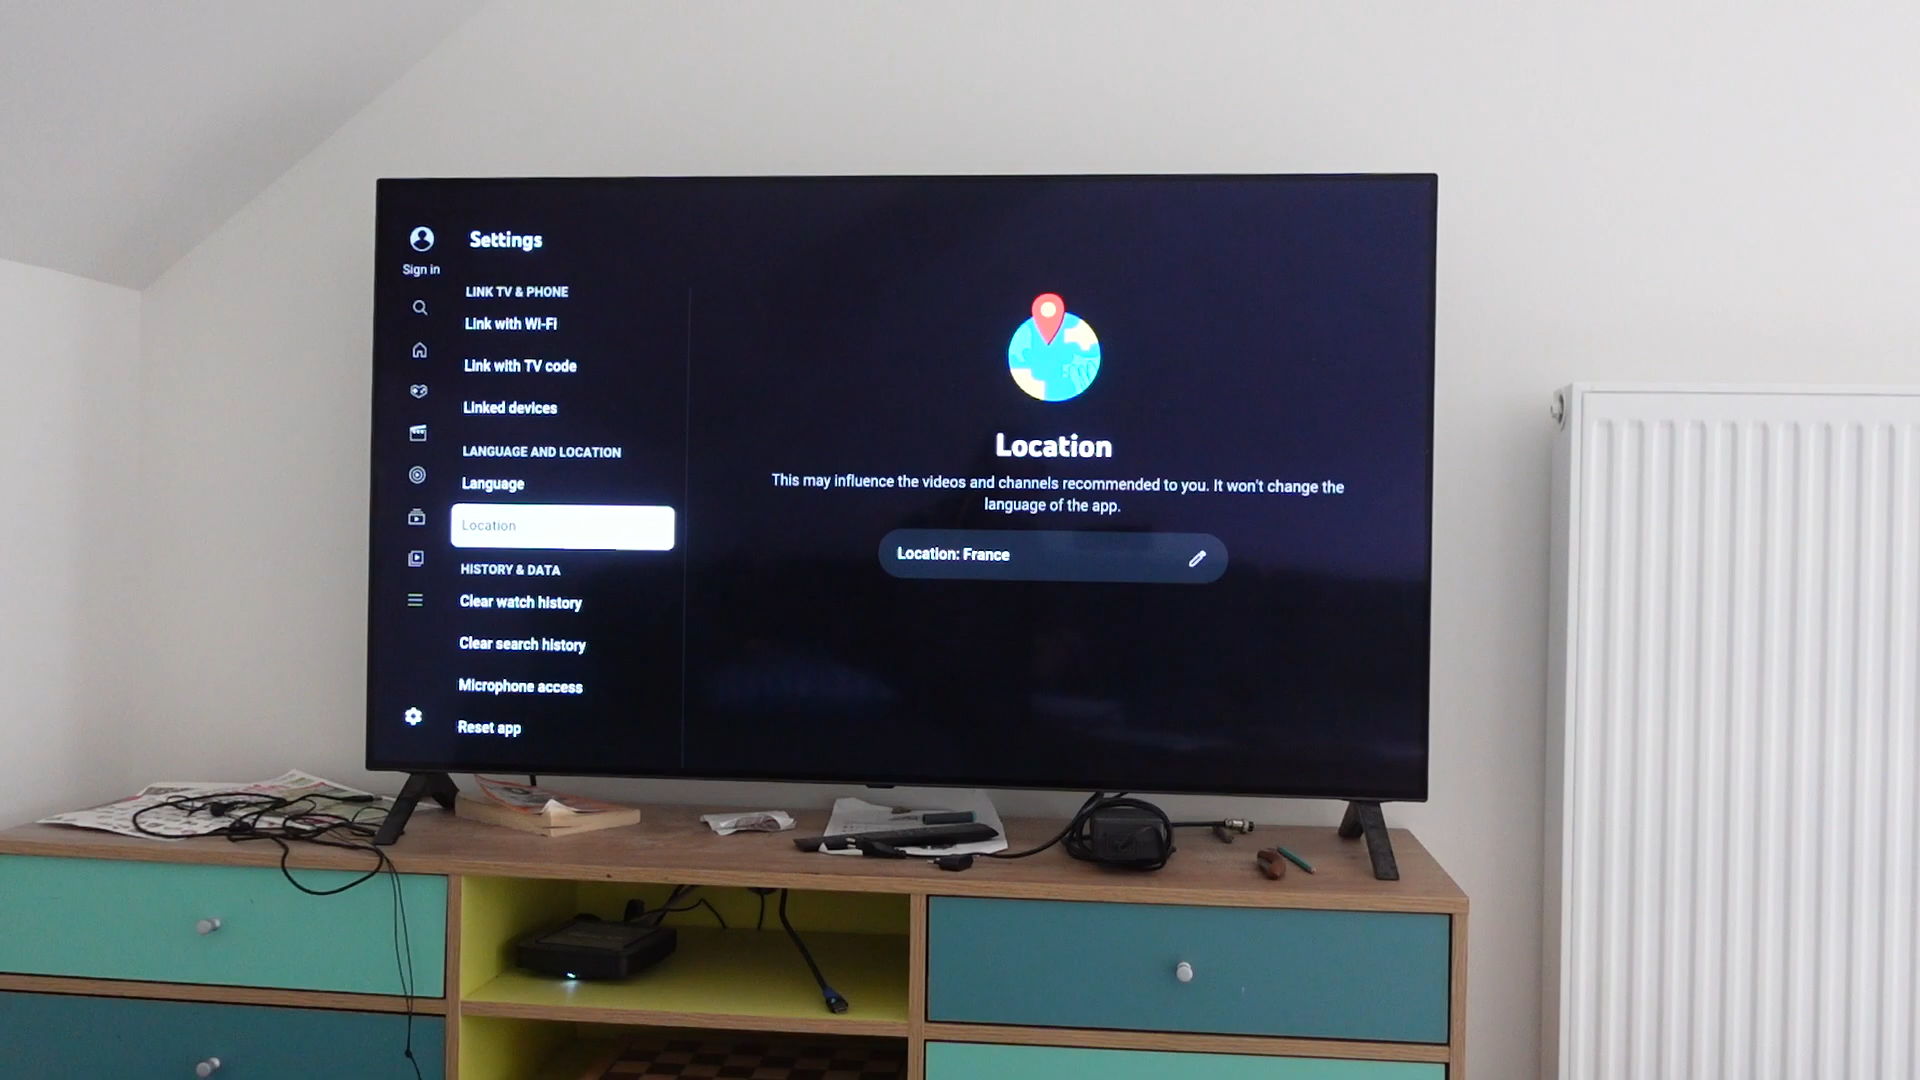 Settings
Sign in
LINK TV & PHONE
Link with Wi-Fi
Link with TV code
Linked devices
LANGUAGE AND LOCATION
Language
Location
HISTORY & DATA
Clear watch history
Clear search history
Microphone access
Reset app
Location
This may influence the videos and channels recommended to you. It won't change the
language of the app.
Location: France